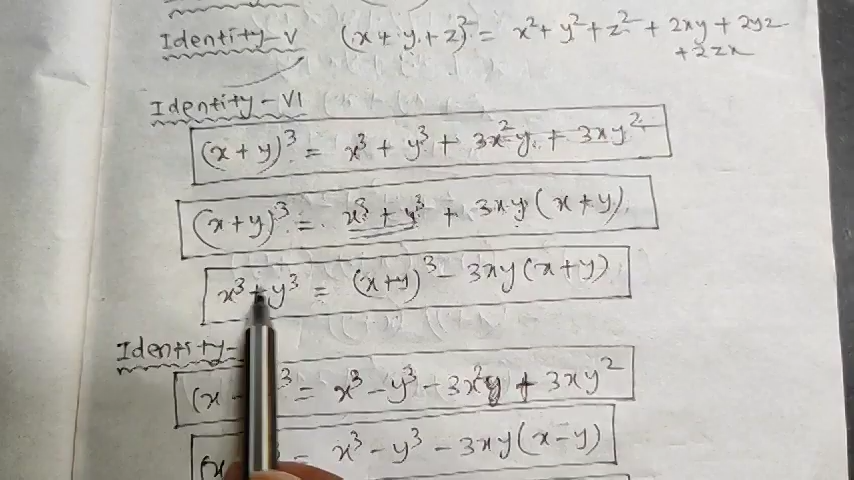 Identity-V (x + y + z)² = x² + y² + z² + 2xy + 2yz
+ 2zx
Identity-VI
(x + y)³ = x³ + y³ + 3x²y + 3xy²
(x + y)³ = x³ + y³ + 3xy (x + y)
x³ + y³ = (x+y)³ - 3xy (x + y)
Identity-
(x - ³ = x³ - y³ - 3x²y + 3xy²
(x = x³ - y³ - 3xy (x - y)